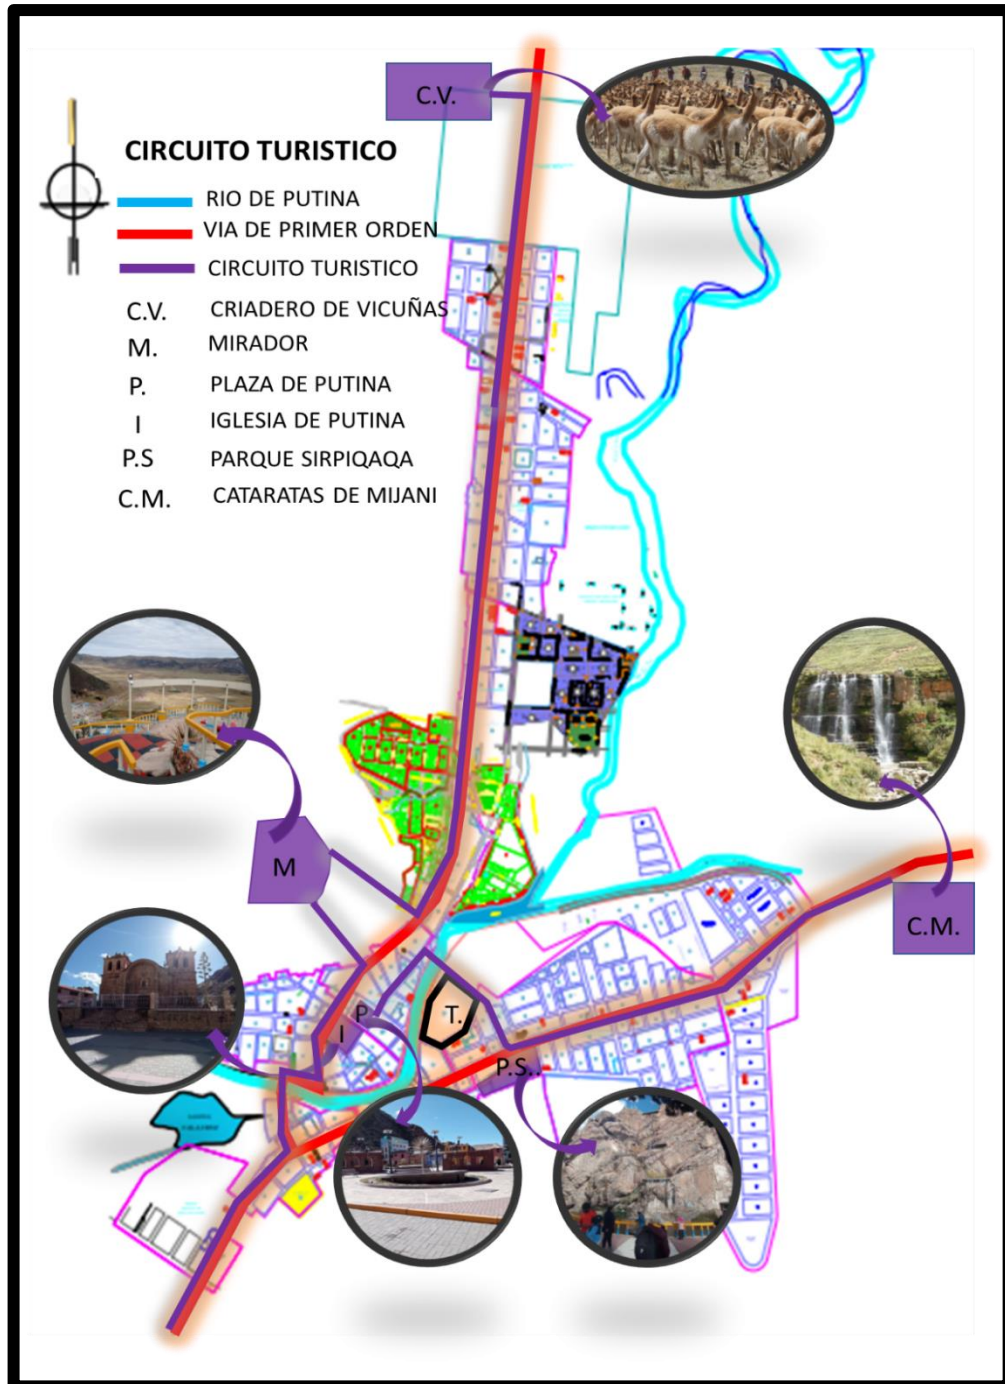 C.V.
CIRCUITO TURISTICO
RIO DE PUTINA
VIA DE PRIMER ORDEN
CIRCUITO TURISTICO
C.V. CRIADERO DE VICUÑAS
M. MIRADOR
P. PLAZA DE PUTINA
I IGLESIA DE PUTINA
P.S PARQUE SIRPIQAQA
C.M. CATARATAS DE MIJANI
M
C.M.
P
T.
I
P.S..